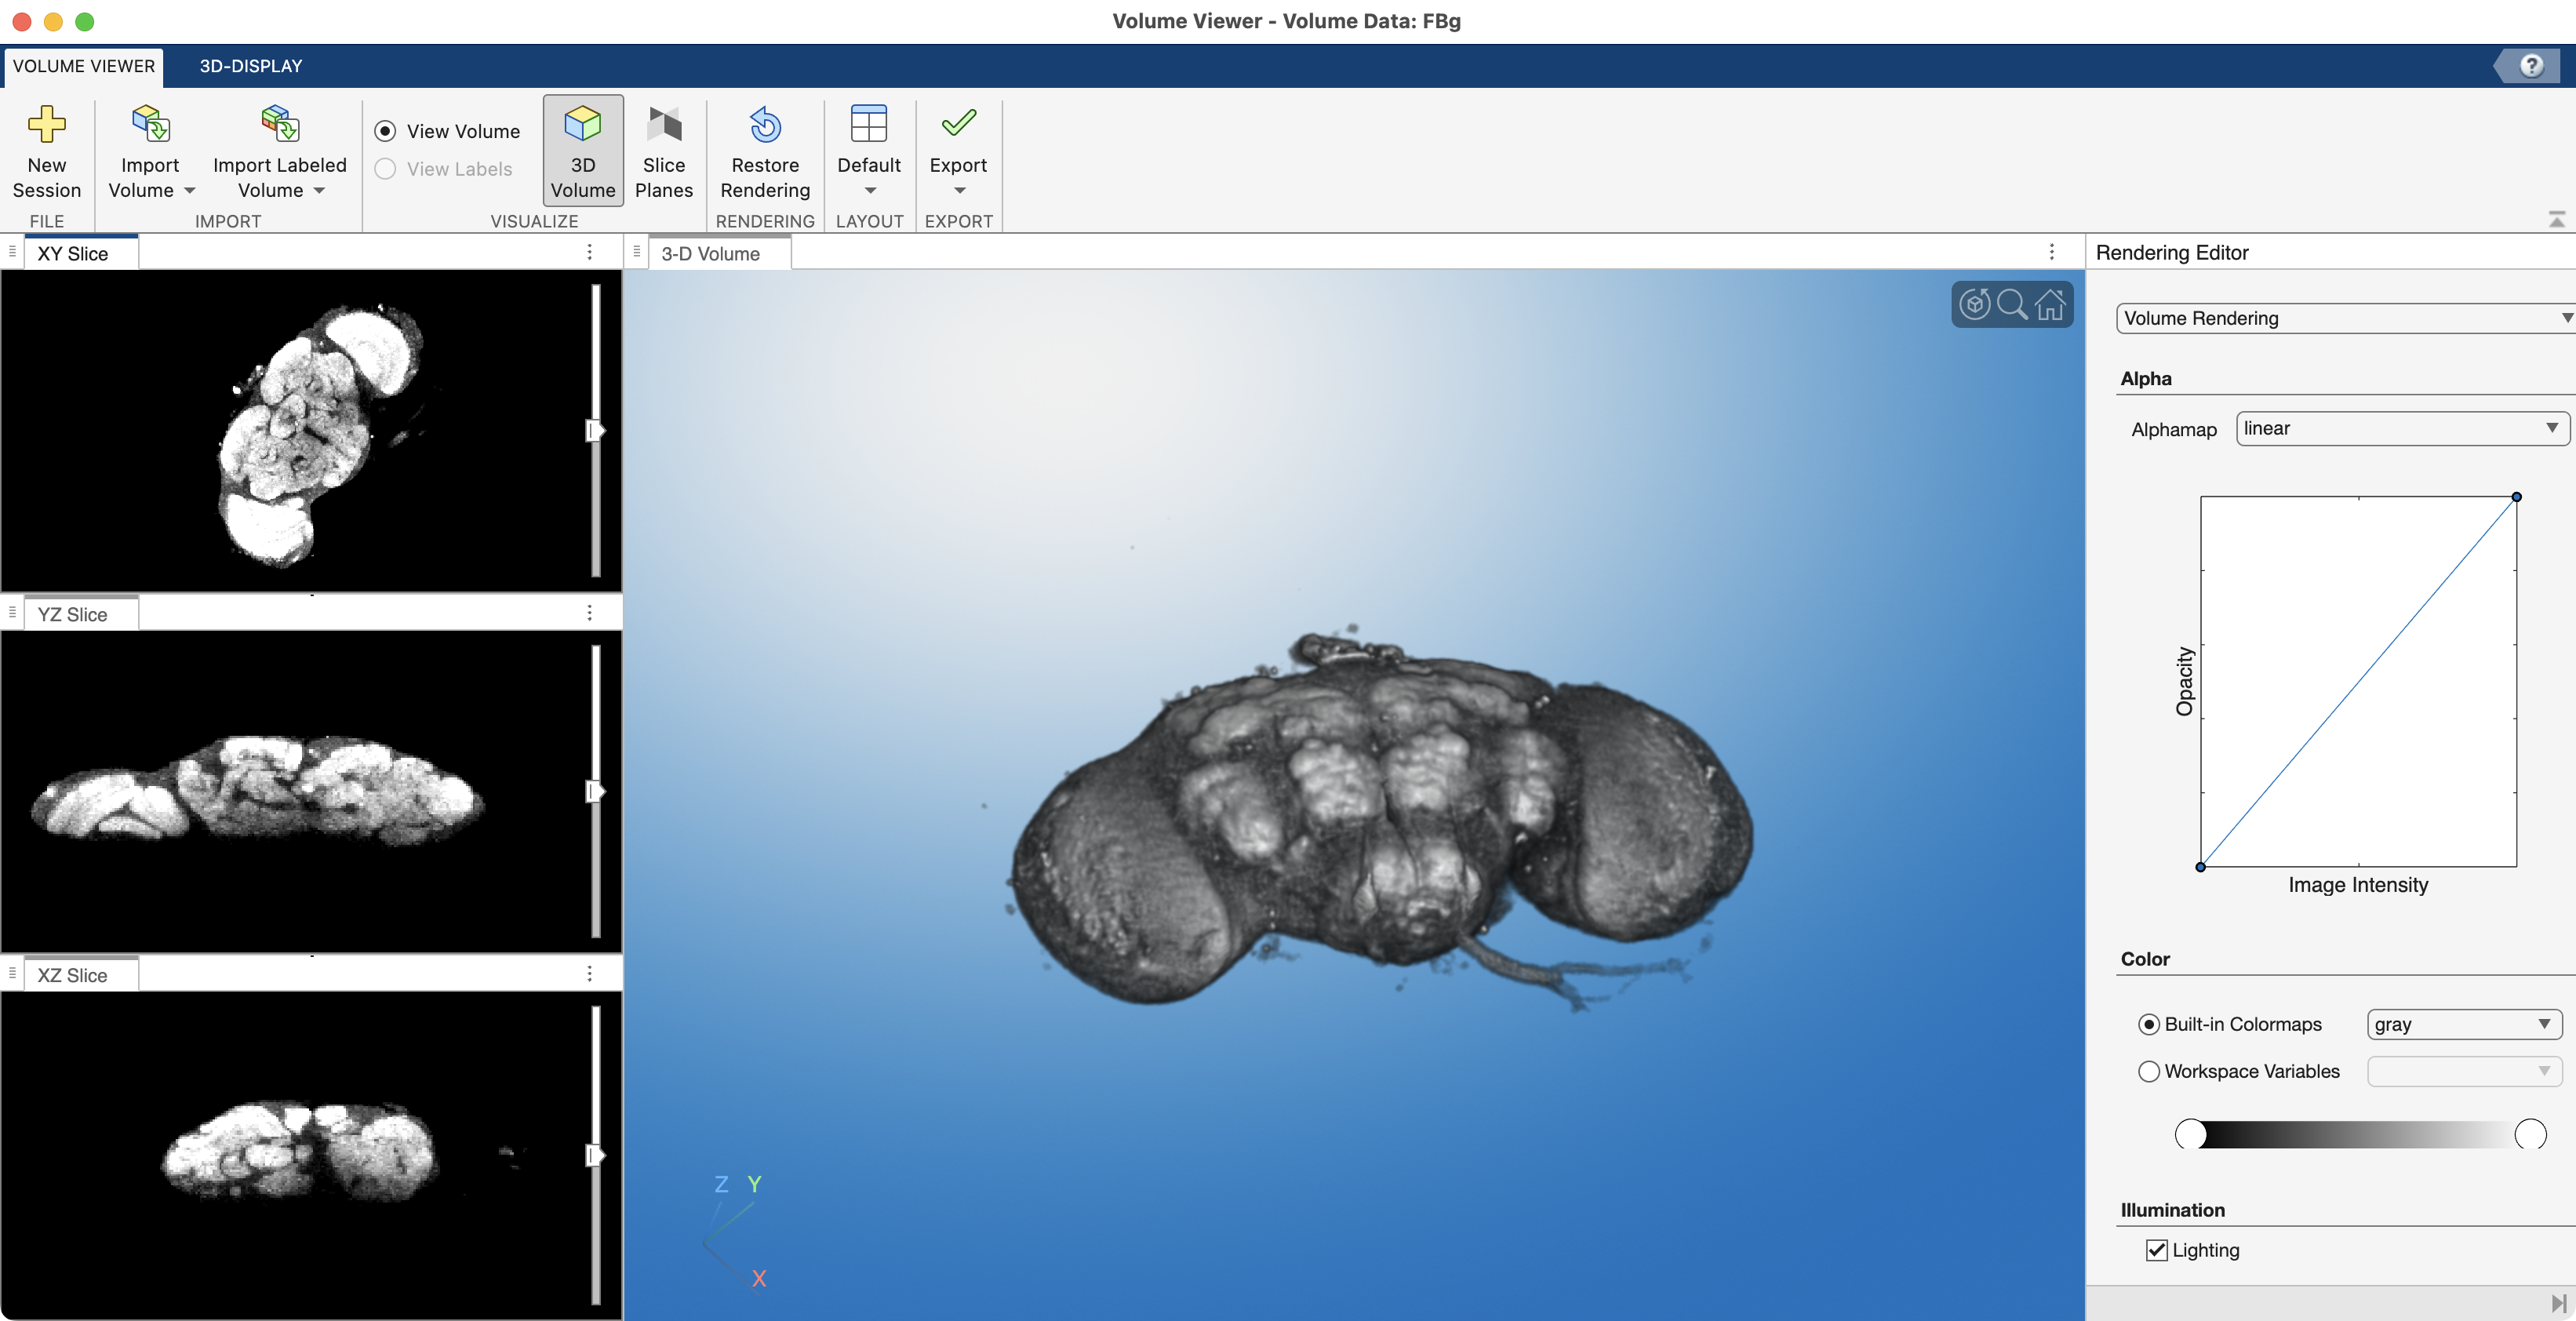 Volume Viewer - Volume Data: FBg
VOLUME VIEWER
3D-DISPLAY
?
New
Session
Import
Volume
Import Labeled
Volume
View Volume
View Labels
3D
Volume
Slice
Planes
Restore
Rendering
Default
Export
FILE
IMPORT
VISUALIZE
RENDERING
LAYOUT
EXPORT
XY Slice
YZ Slice
XZ Slice
3-D Volume
Z Y
X
Rendering Editor
Volume Rendering
Alpha
Alphamap
linear
Opacity
Image Intensity
Color
Built-in Colormaps
gray
Workspace Variables
Illumination
Lighting